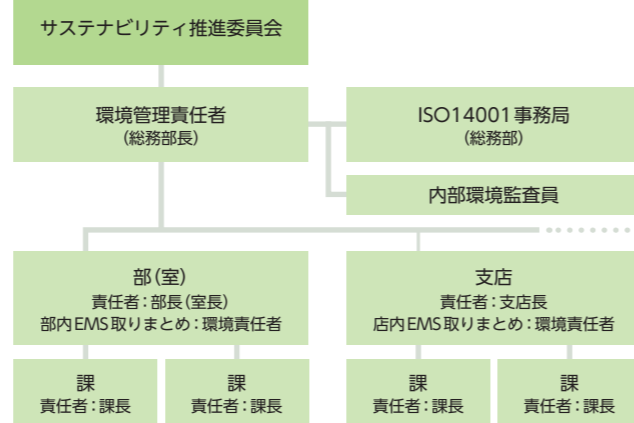 サステナビリティ推進委員会
環境管理責任者
(総務部長)
ISO14001事務局
(総務部)
内部環境監査員
部(室)
責任者：部長(室長)
部内EMS取りまとめ：環境責任者
支店
責任者：支店長
店内EMS取りまとめ：環境責任者
課
責任者：課長
課
責任者：課長
課
責任者：課長
課
責任者：課長